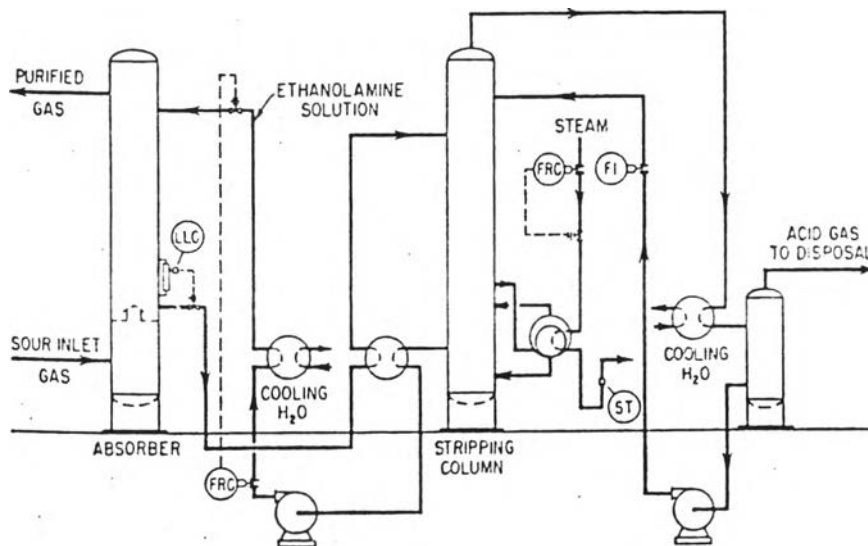 PURIFIED
GAS
ETHANOLAMINE
SOLUTION
STEAM
FRC
FI
LLC
ACID GAS
TO DISPOSAL
SOUR INLET
GAS
COOLING
H2O
COOLING
H2O
ST
ABSORBER
STRIPPING
COLUMN
FRC